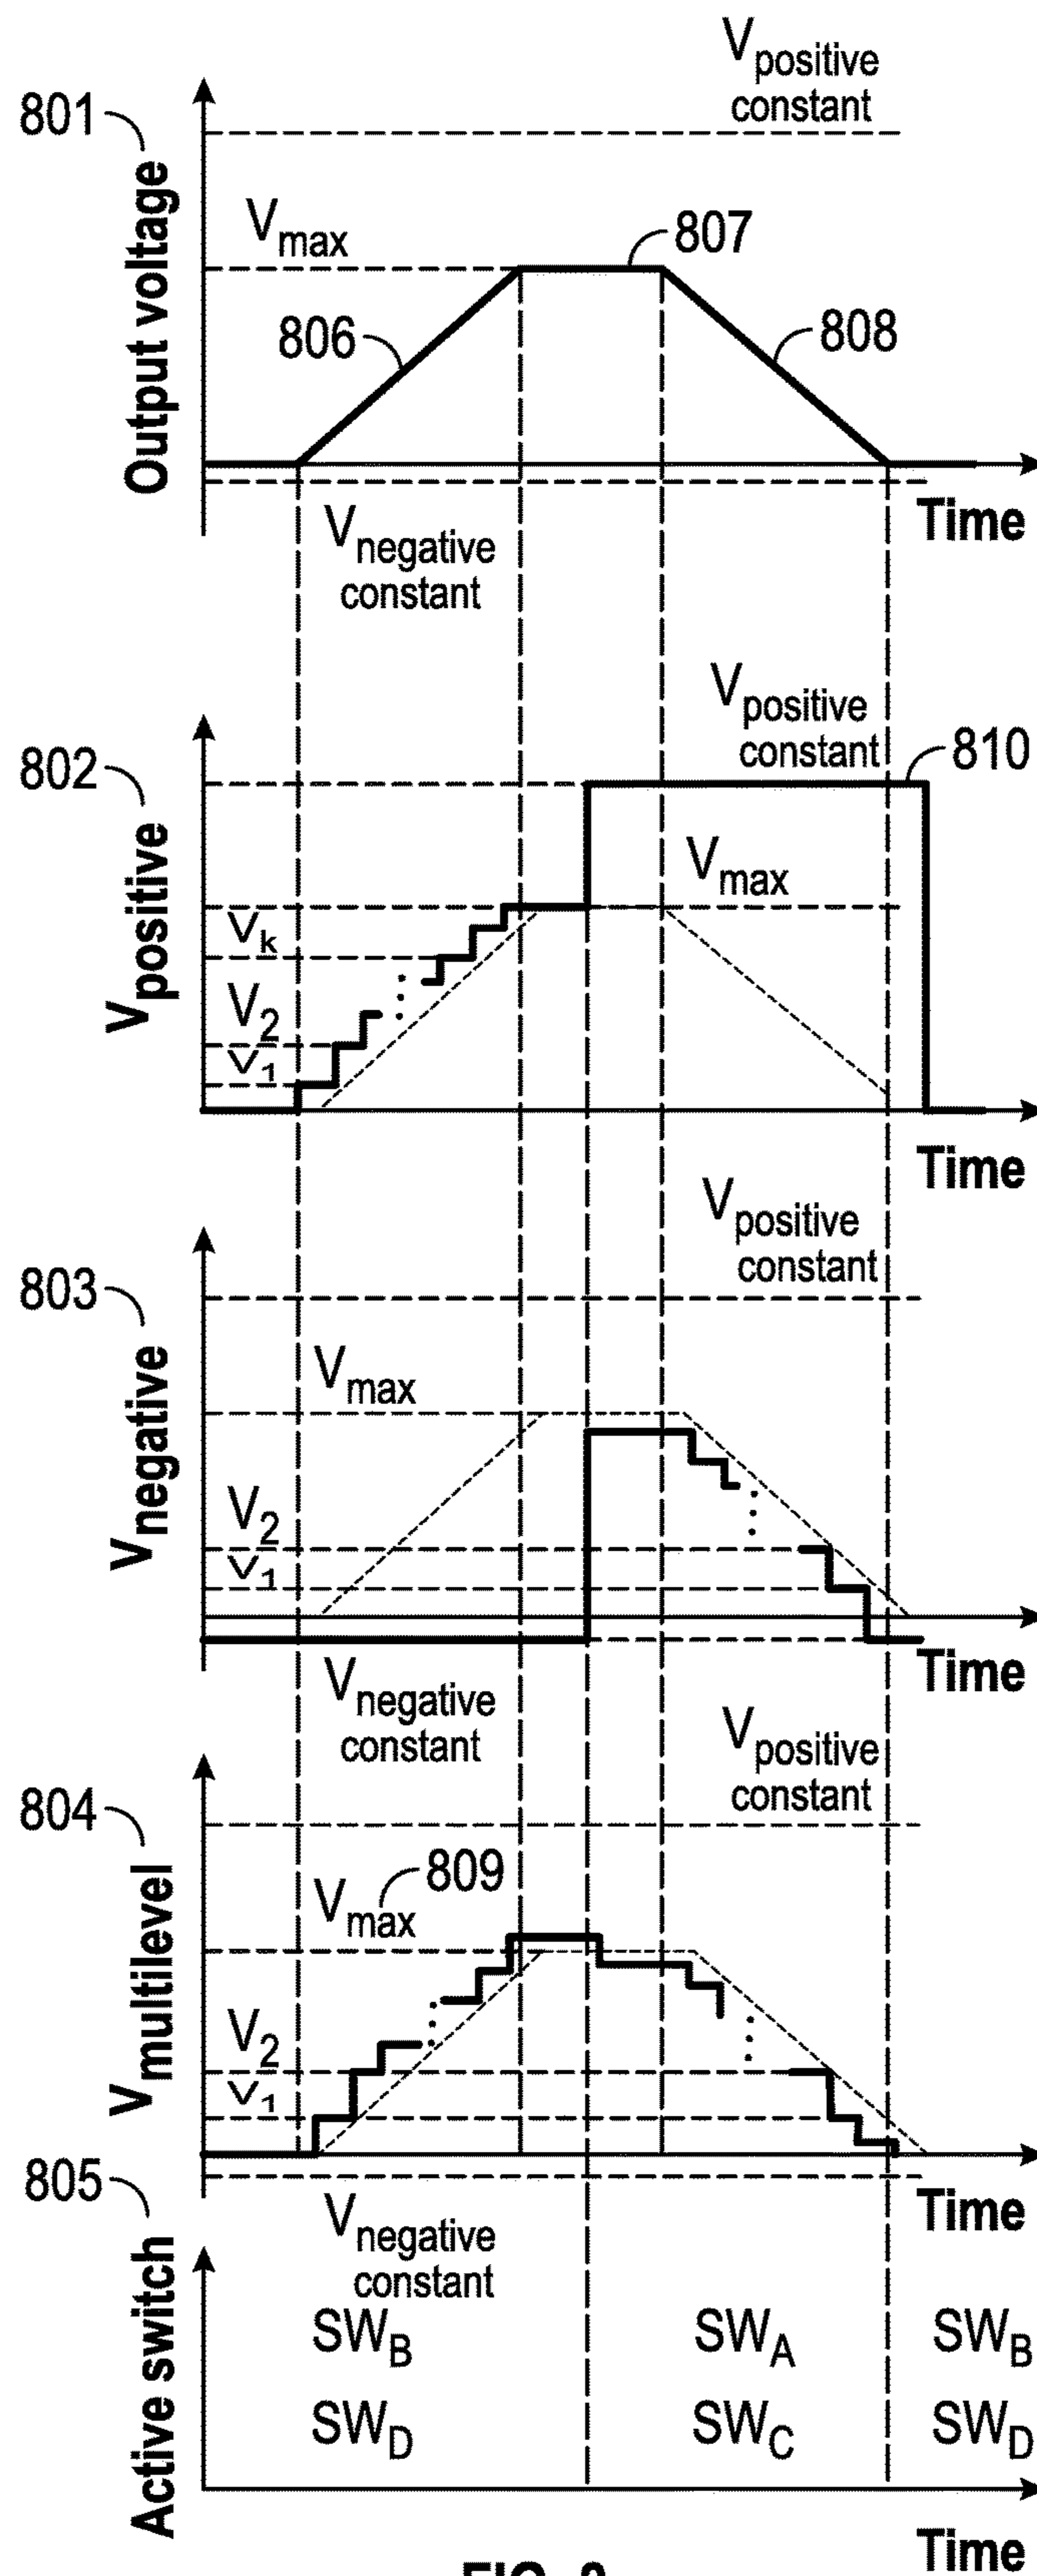 801
Output voltage
V positive
constant
V max
806
807
808
V negative
constant
Time
802
V positive
V positive
constant
810
V max
V k
V 2
V 1
Time
803
V negative
V positive
constant
V max
V 2
V 1
V negative
constant
Time
804
V multilevel
V positive
constant
V max
809
V 2
V 1
V negative
constant
Time
805
Active switch
SW B
SW A
SW B
SW D
SW C
SW D
Time